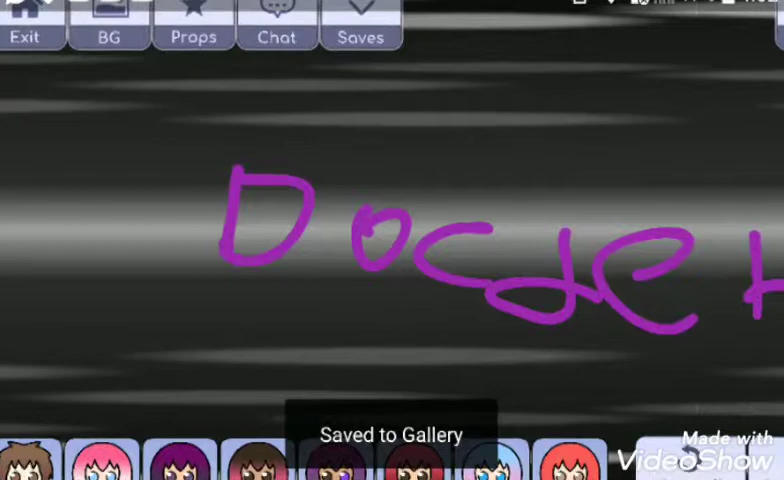 Exit BG Props Chat Saves
Docde
Saved to Gallery
Made with
VideoShow